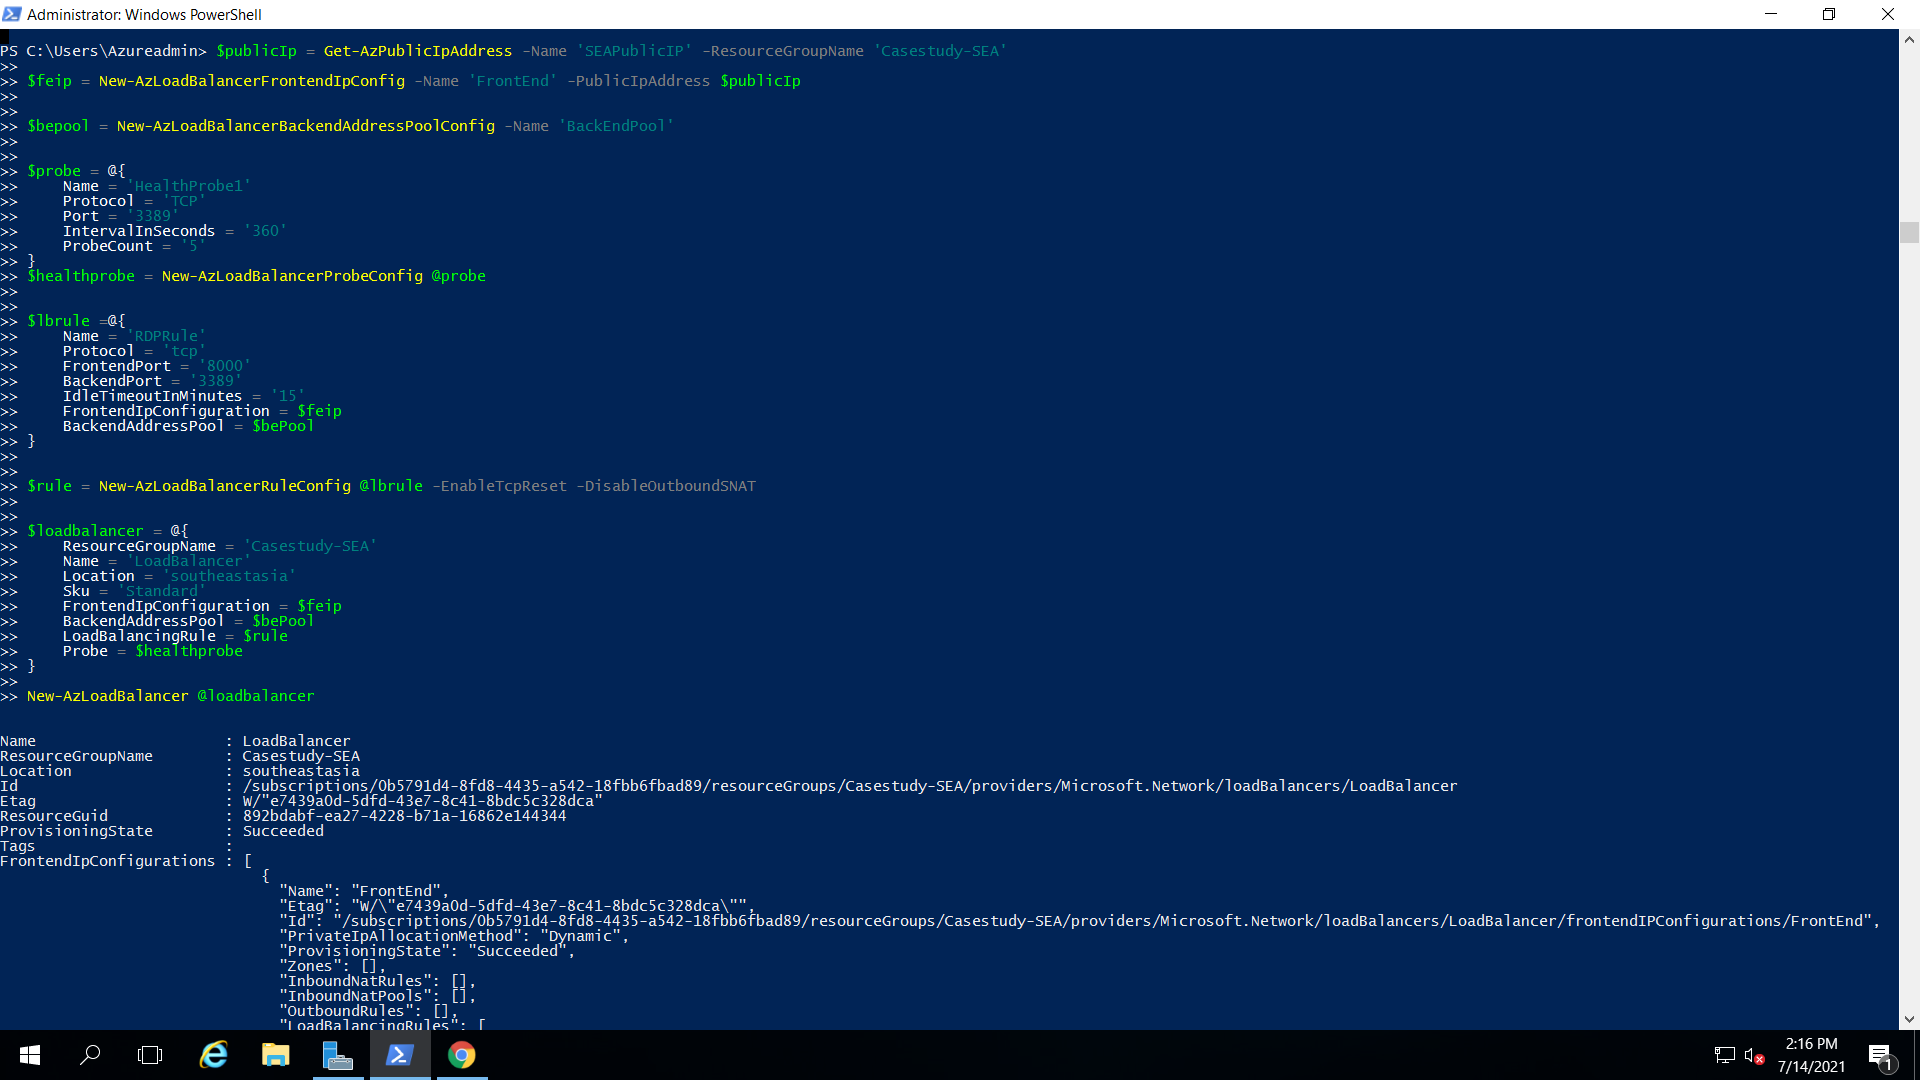 Administrator: Windows PowerShell
PS C:\Users\Azureadmin> $publicIp = Get-AzPublicIpAddress -Name 'SEAPublicIP' -ResourceGroupName 'Casestudy-SEA'
>>
>> $feip = New-AzLoadBalancerFrontendIpConfig -Name 'FrontEnd' -PublicIpAddress $publicIp
>>
>>
>> $bepool = New-AzLoadBalancerBackendAddressPoolConfig -Name 'BackEndPool'
>>
>>
>> $probe = @{
>>     Name = 'HealthProbe1'
>>     Protocol = 'TCP'
>>     Port = '3389'
>>     IntervalInSeconds = '360'
>>     ProbeCount = '5'
>> }
>> $healthprobe = New-AzLoadBalancerProbeConfig @probe
>>
>>
>> $lbrule =@{
>>     Name = 'RDPRule'
>>     Protocol = 'tcp'
>>     FrontendPort = '8000'
>>     BackendPort = '3389'
>>     IdleTimeoutInMinutes = '15'
>>     FrontendIpConfiguration = $feip
>>     BackendAddressPool = $bePool
>> }
>>
>>
>> $rule = New-AzLoadBalancerRuleConfig @lbrule -EnableTcpReset -DisableOutboundSNAT
>>
>>
>> $loadbalancer = @{
>>     ResourceGroupName = 'Casestudy-SEA'
>>     Name = 'LoadBalancer'
>>     Location = 'southeastasia'
>>     Sku = 'Standard'
>>     FrontendIpConfiguration = $feip
>>     BackendAddressPool = $bePool
>>     LoadBalancingRule = $rule
>>     Probe = $healthprobe
>> }
>>
>> New-AzLoadBalancer @loadbalancer
Name                     : LoadBalancer
ResourceGroupName        : Casestudy-SEA
Location                 : southeastasia
Id                       : /subscriptions/0b5791d4-8fd8-4435-a542-18fbb6fbad89/resourceGroups/Casestudy-SEA/providers/Microsoft.Network/loadBalancers/LoadBalancer
Etag                     : W/"e7439a0d-5dfd-43e7-8c41-8bdc5c328dca"
ResourceGuid             : 892bdabf-ea27-4228-b71a-16862e144344
ProvisioningState        : Succeeded
Tags                     :
FrontendIpConfigurations : [
{
"Name": "FrontEnd",
"Etag": "W/\"e7439a0d-5dfd-43e7-8c41-8bdc5c328dca\"",
"Id": "/subscriptions/0b5791d4-8fd8-4435-a542-18fbb6fbad89/resourceGroups/Casestudy-SEA/providers/Microsoft.Network/loadBalancers/LoadBalancer/frontendIPConfigurations/FrontEnd",
"PrivateIpAllocationMethod": "Dynamic",
"ProvisioningState": "Succeeded",
"Zones": [],
"InboundNatRules": [],
"InboundNatPools": [],
"OutboundRules": [],
"LoadBalancingRules": [
2:16 PM
7/14/2021
1